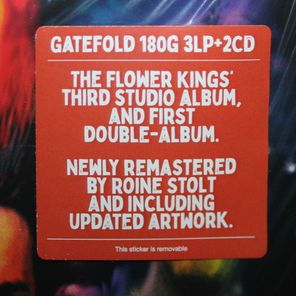 GATEFOLD 180G 3LP+2CD
THE FLOWER KINGS'
THIRD STUDIO ALBUM,
AND FIRST
DOUBLE-ALBUM.
NEWLY REMASTERED
BY ROINE STOLT
AND INCLUDING
UPDATED ARTWORK.
This sticker is removable